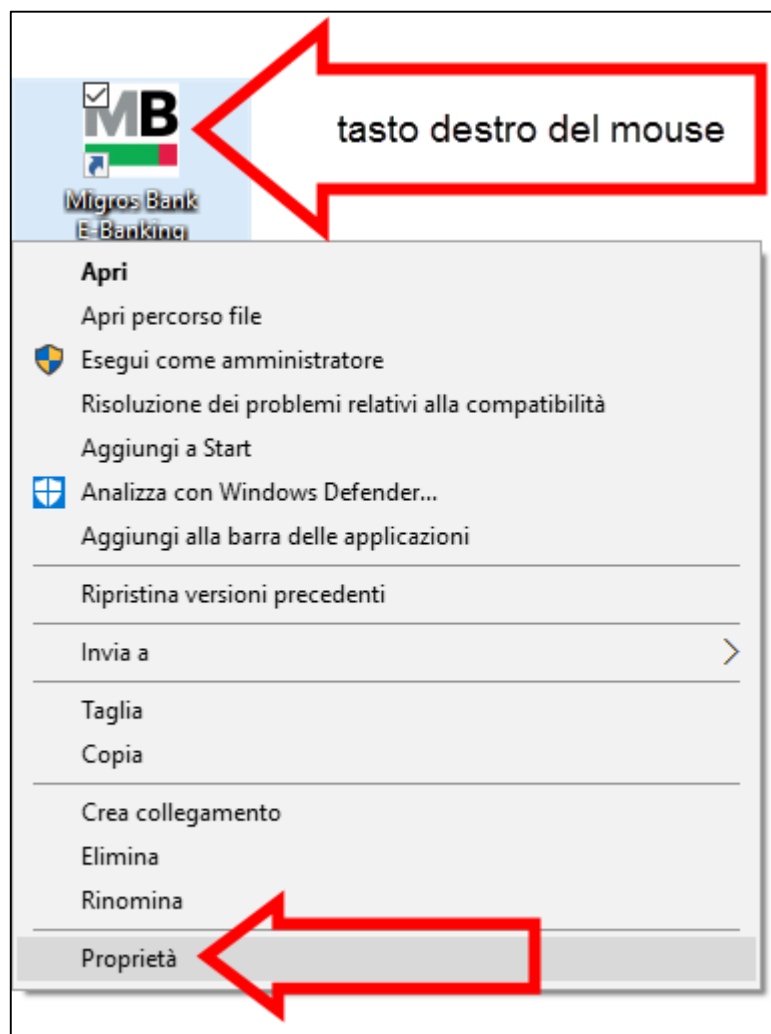 MB
tasto destro del mouse
Migros Bank
E-Banking
Apri
Apri percorso file
Esegui come amministratore
Risoluzione dei problemi relativi alla compatibilità
Aggiungi a Start
Analizza con Windows Defender...
Aggiungi alla barra delle applicazioni
Ripristina versioni precedenti
Invia a
Taglia
Copia
Crea collegamento
Elimina
Rinomina
Proprietà